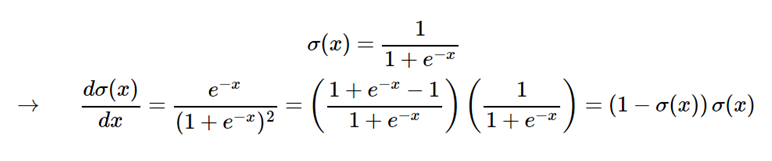 σ(x) = 1 / (1 + e^{−x})
→ dσ(x)/dx = e^{−x} / (1 + e^{−x})^2 = ((1 + e^{−x} − 1) / (1 + e^{−x})) (1 / (1 + e^{−x})) = (1 − σ(x)) σ(x)